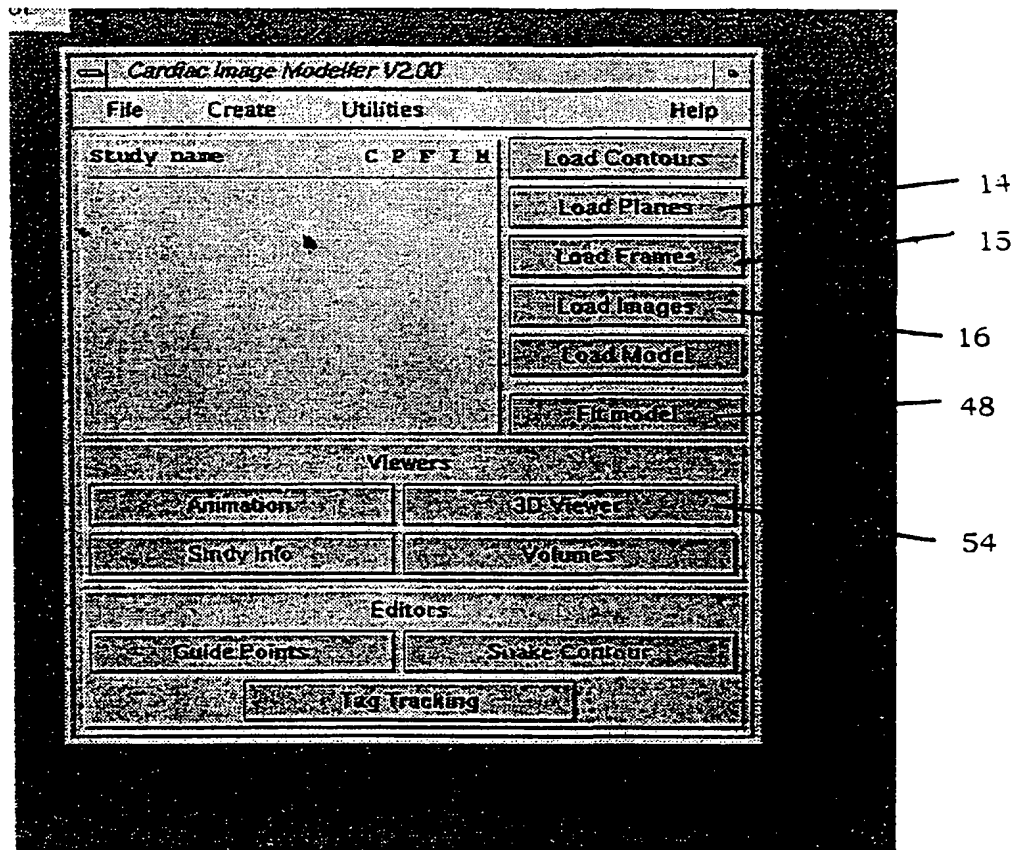 Cardiac Image Modeller V2.00
File Create Utilities Help
Study name C P F I M
Load Contours
Load Planes
14
Load Frames
15
Load Images
16
Load Model
Fit model
48
Viewers
Animation 3D Viewer
54
Study Info Volumes
Editors
Guide Points Snake Contour
Tag Tracking